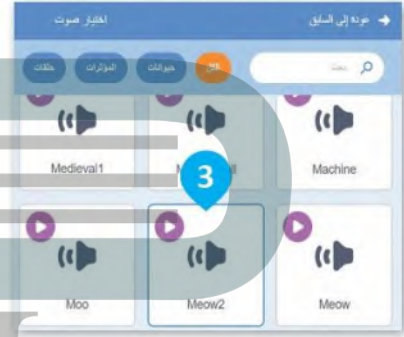 عودة إلى السابق
اختيار صوت
بحث
الكل
حيوانات
المؤثرات
حلقات
Machine
Medieval1
3
Meow
Meow2
Moo